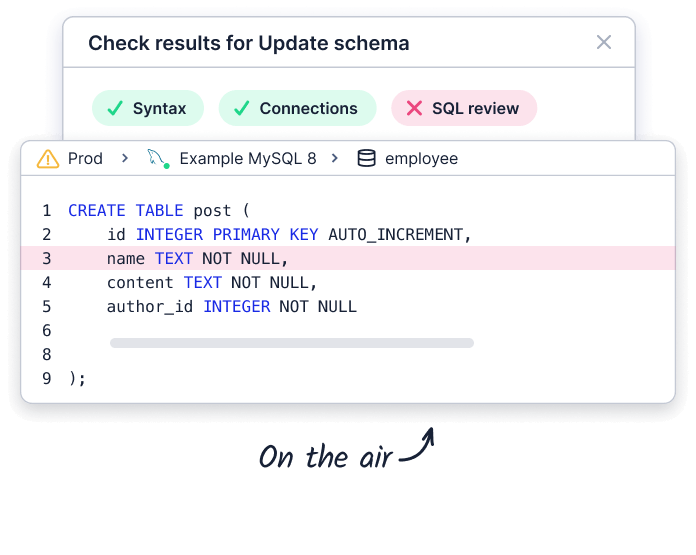 Check results for Update schema
Syntax
Connections
SQL review
Prod > Example MySQL 8 > employee
1 CREATE TABLE post (
2     id INTEGER PRIMARY KEY AUTO_INCREMENT,
3     name TEXT NOT NULL,
4     content TEXT NOT NULL,
5     author_id INTEGER NOT NULL
6
8
9 );
On the air